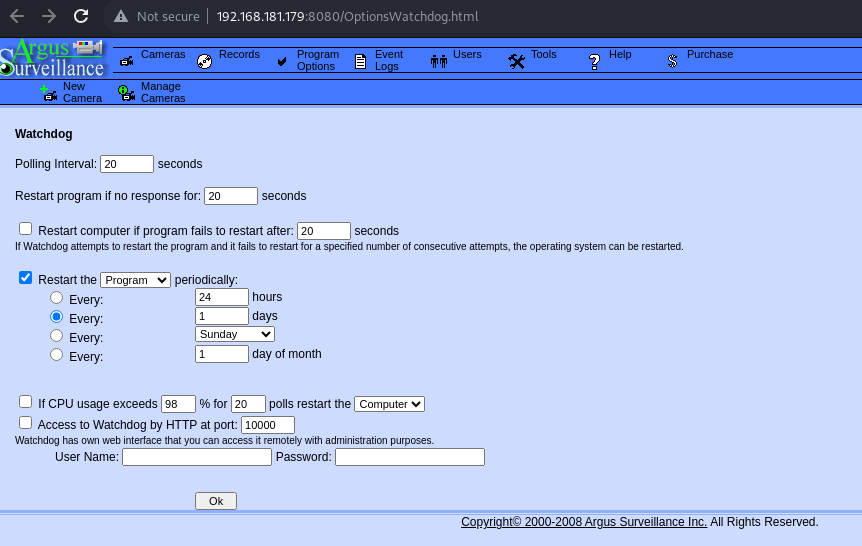 Not secure 192.168.181.179:8080/OptionsWatchdog.html
Argus
Surveillance
Cameras Records Program Options Event Logs Users Tools Help Purchase
New Camera Manage Cameras
Watchdog
Polling Interval: 20 seconds
Restart program if no response for: 20 seconds
Restart computer if program fails to restart after: 20 seconds
If Watchdog attempts to restart the program and it fails to restart for a specified number of consecutive attempts, the operating system can be restarted.
Restart the Program periodically:
Every: 24 hours
Every: 1 days
Every: Sunday
Every: 1 day of month
If CPU usage exceeds 98 % for 20 polls restart the Computer
Access to Watchdog by HTTP at port: 10000
Watchdog has own web interface that you can access it remotely with administration purposes.
User Name: Password:
Ok
Copyright© 2000-2008 Argus Surveillance Inc. All Rights Reserved.